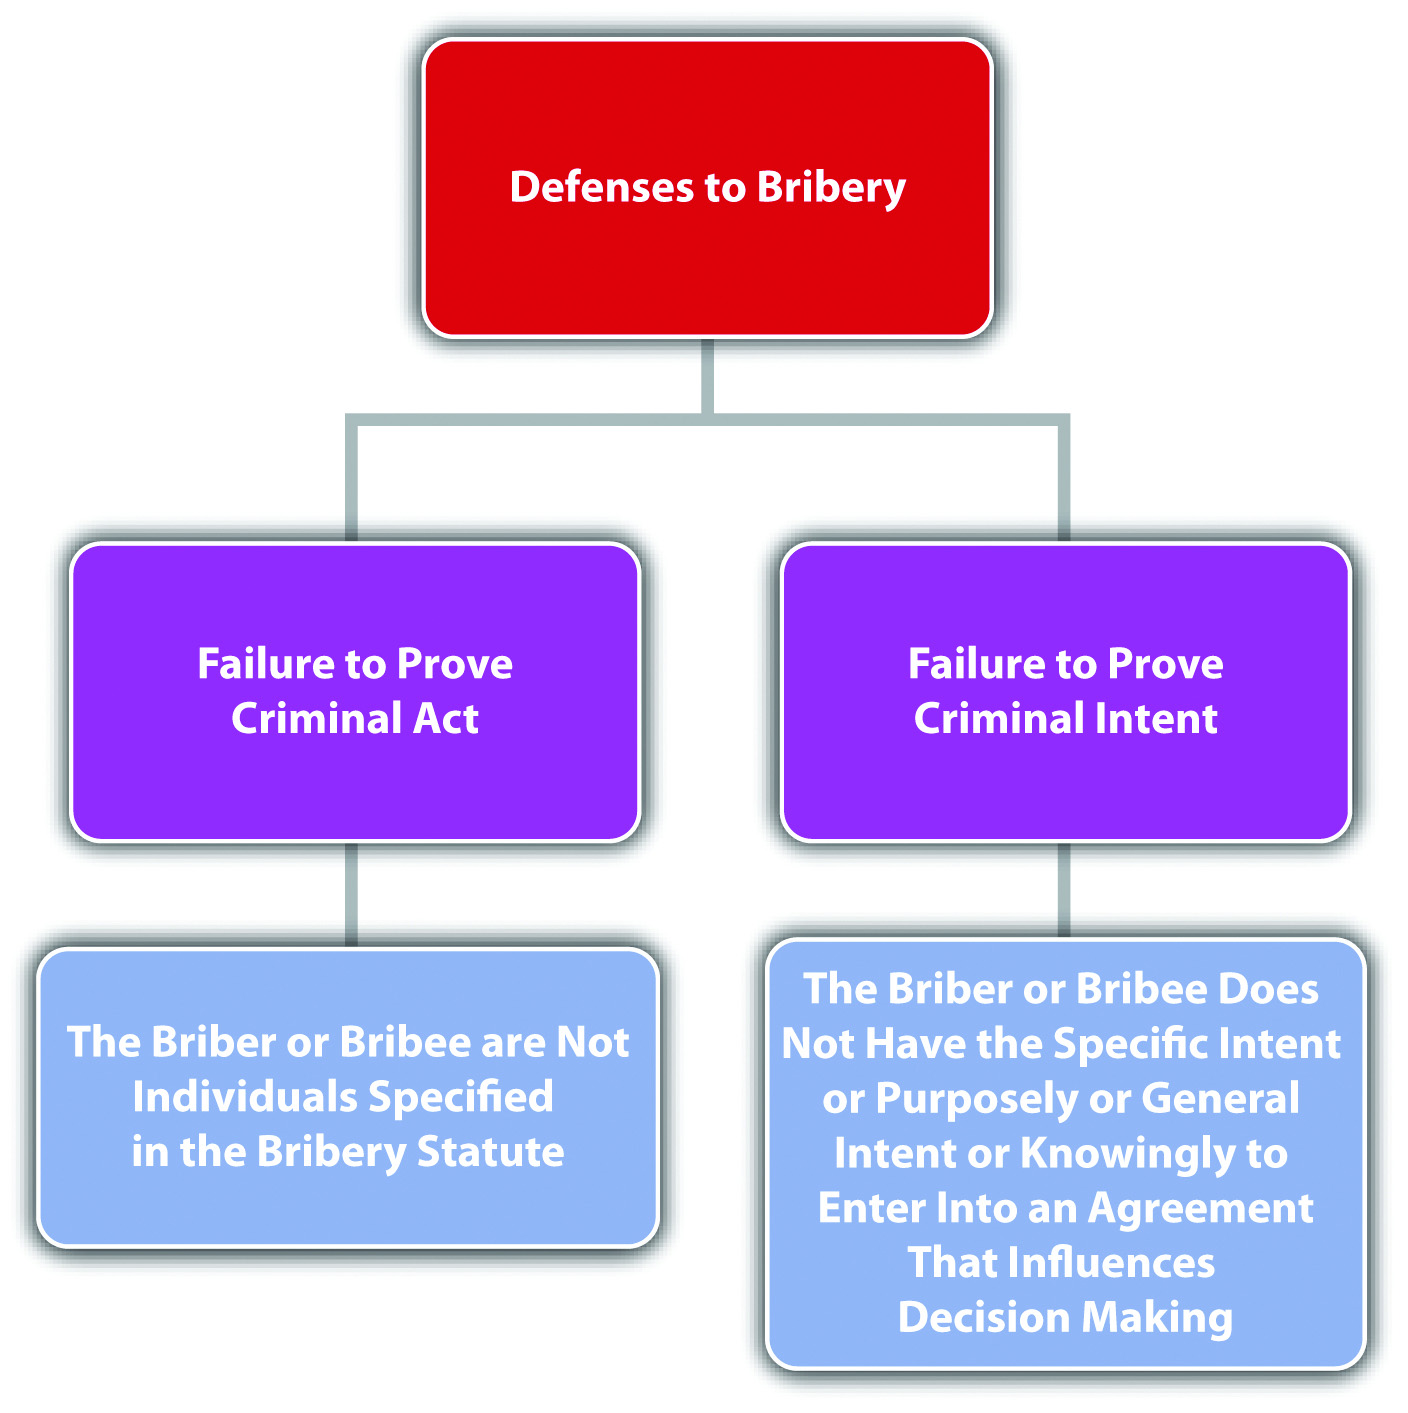 Defenses to Bribery
Failure to Prove
Criminal Act
Failure to Prove
Criminal Intent
The Briber or Bribee are Not
Individuals Specified
in the Bribery Statute
The Briber or Bribee Does
Not Have the Specific Intent
or Purposely or General
Intent or Knowingly to
Enter Into an Agreement
That Influences
Decision Making